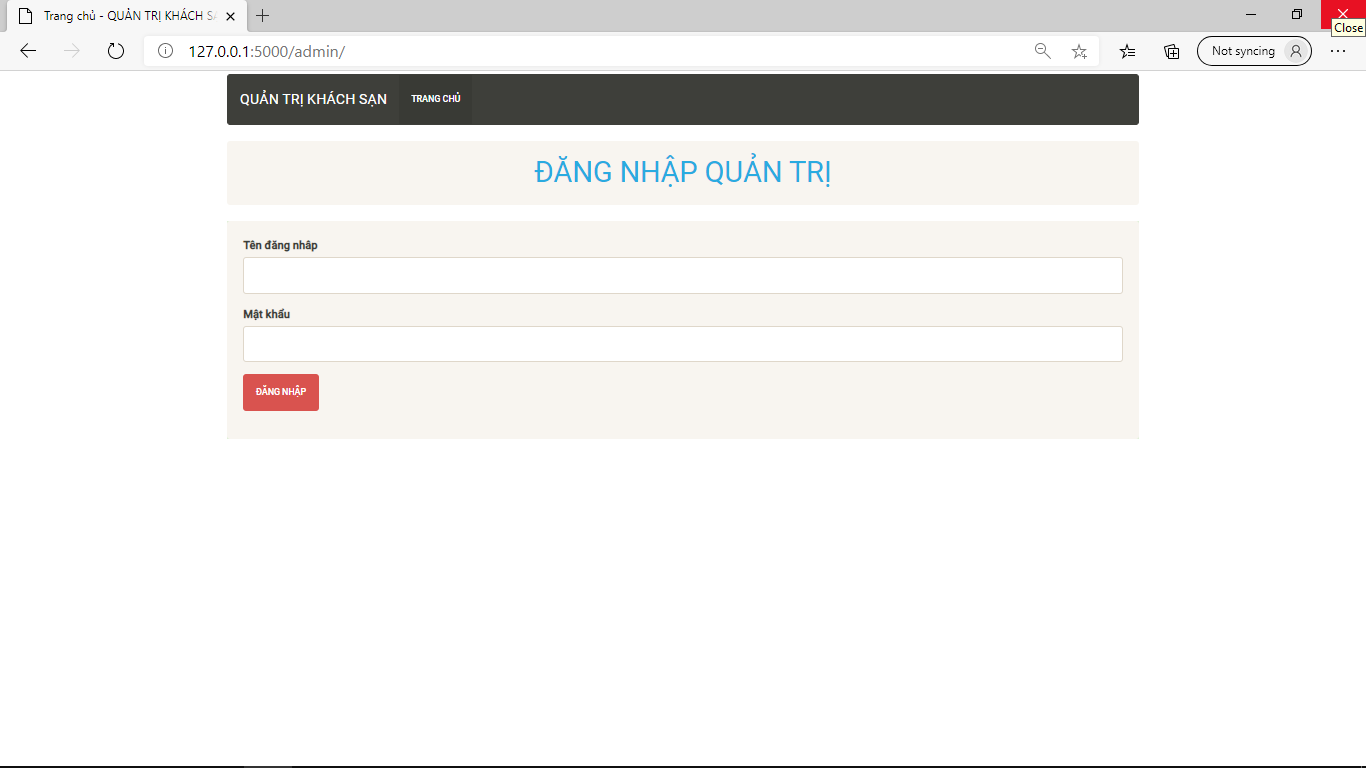 Trang chủ - QUẢN TRỊ KHÁCH SẠ
Close
127.0.0.1:5000/admin/
Not syncing
QUẢN TRỊ KHÁCH SẠN
TRANG CHỦ
ĐĂNG NHẬP QUẢN TRỊ
Tên đăng nhâp
Mật khẩu
ĐĂNG NHẬP